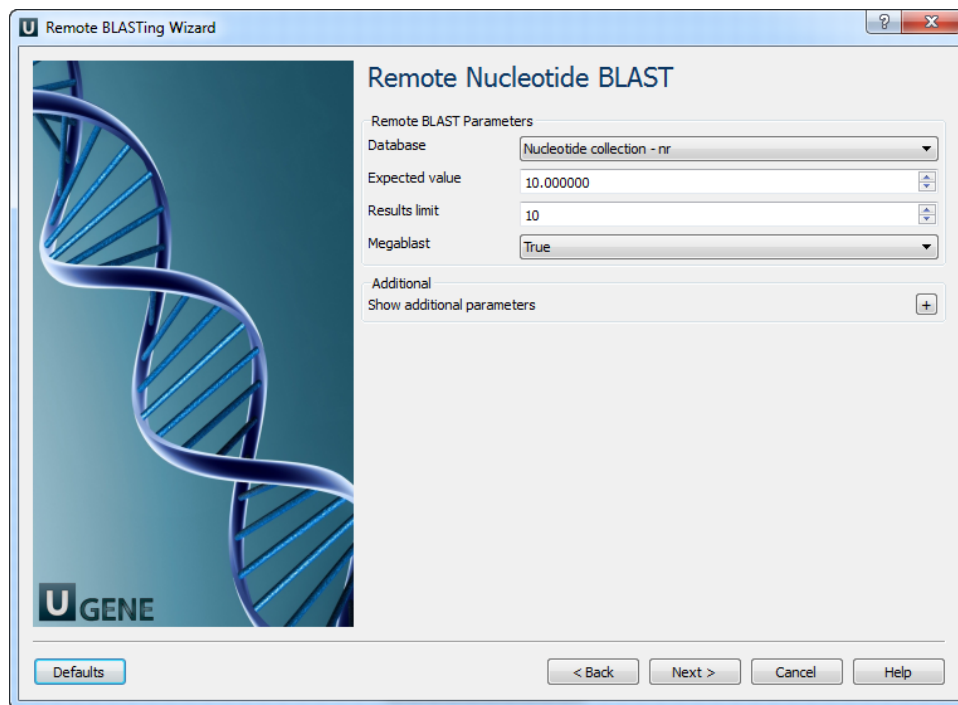 U Remote BLASTing Wizard
? X
Remote Nucleotide BLAST
Remote BLAST Parameters
Database Nucleotide collection - nr
Expected value 10.000000
Results limit 10
Megablast True
Additional
Show additional parameters +
U GENE
Defaults < Back Next > Cancel Help